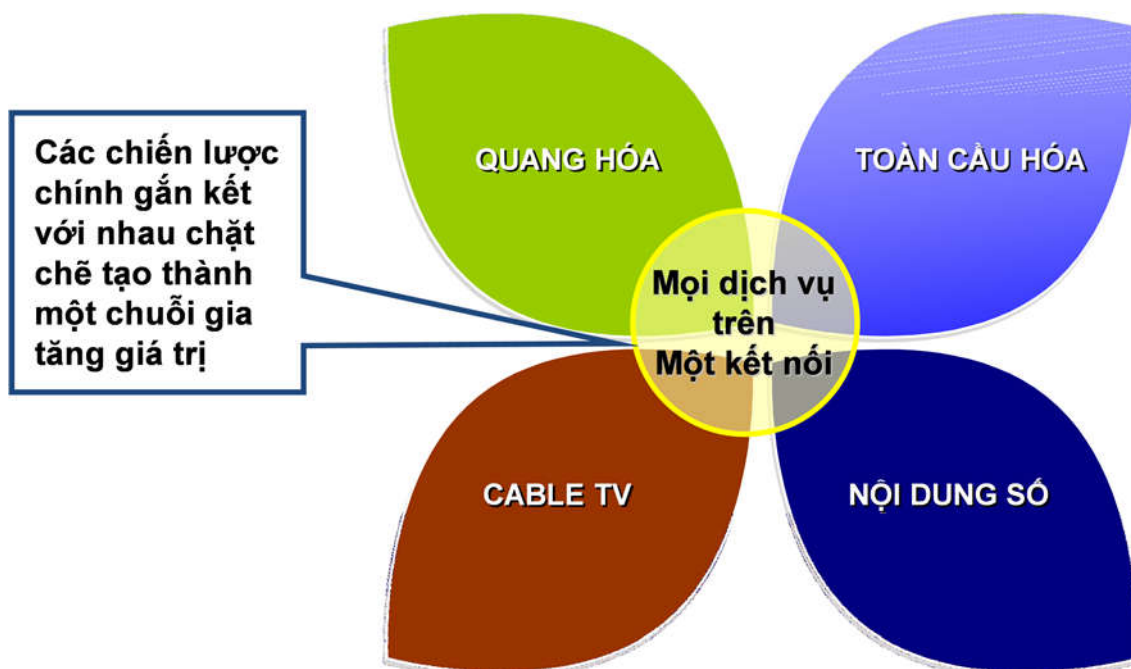 Các chiến lược
chính gắn kết
với nhau chặt
chẽ tạo thành
một chuỗi gia
tăng giá trị
QUANG HÓA
TOÀN CẦU HÓA
Mọi dịch vụ
trên
Một kết nối
CABLE TV
NỘI DUNG SỐ